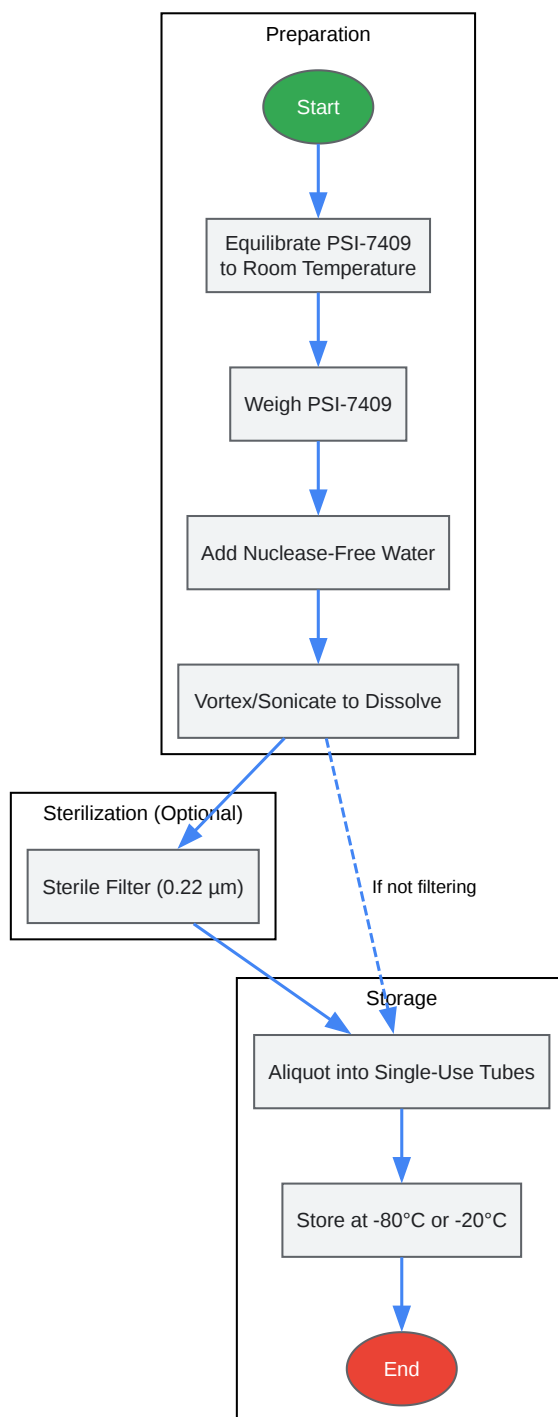 Preparation
Start
Equilibrate PSI-7409
to Room Temperature
Weigh PSI-7409
Add Nuclease-Free Water
Vortex/Sonicate to Dissolve
Sterilization (Optional)
Sterile Filter (0.22 µm)
If not filtering
Storage
Aliquot into Single-Use Tubes
Store at -80°C or -20°C
End